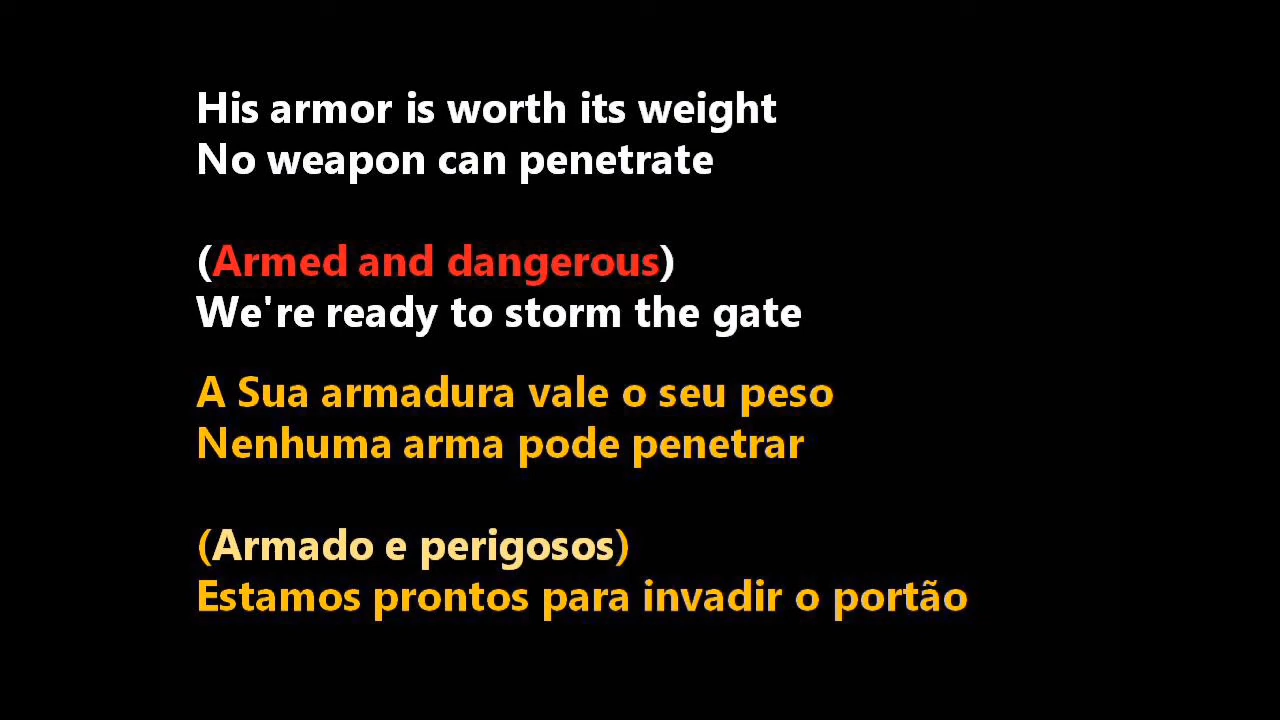 His armor is worth its weight
No weapon can penetrate
(Armed and dangerous)
We're ready to storm the gate
A Sua armadura vale o seu peso
Nenhuma arma pode penetrar
(Armado e perigosos)
Estamos prontos para invadir o portão